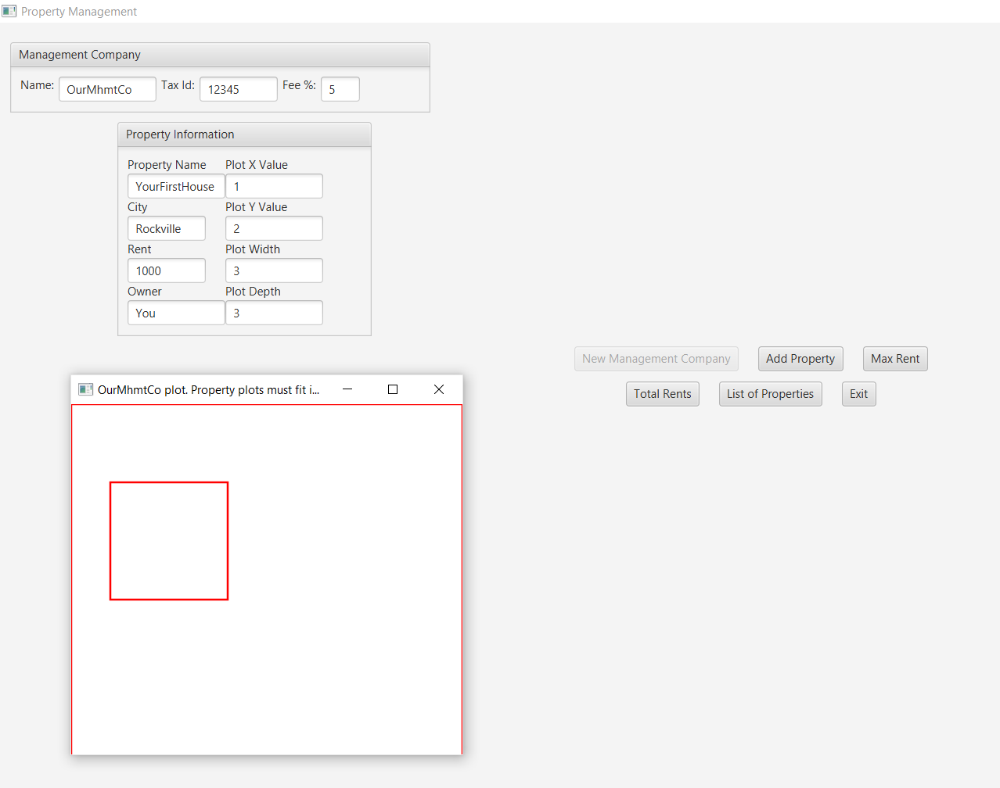 Property Management
Management Company
Name: OurMhmtCo Tax Id: 12345 Fee %: 5
Property Information
Property Name Plot X Value
YourFirstHouse 1
City Plot Y Value
Rockville 2
Rent Plot Width
1000 3
Owner Plot Depth
You 3
New Management Company Add Property Max Rent
Total Rents List of Properties Exit
OurMhmtCo plot. Property plots must fit i...